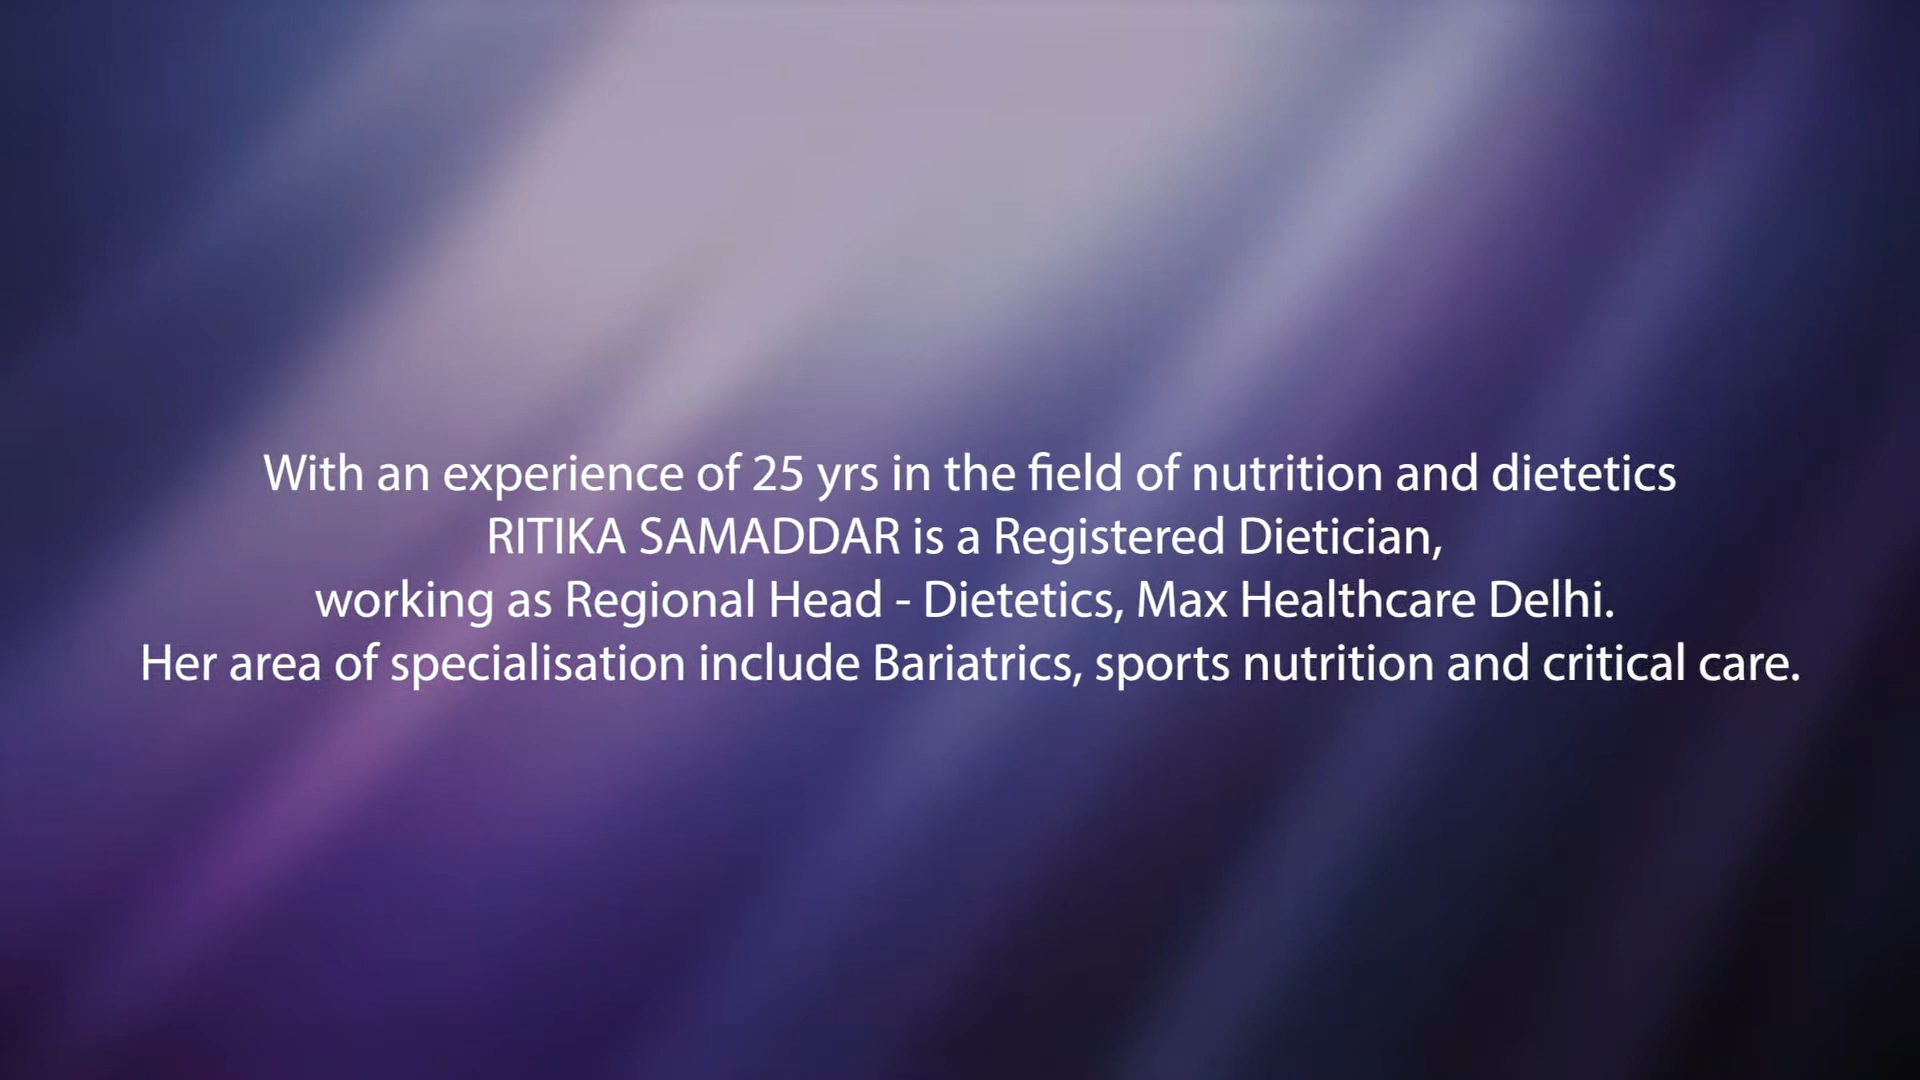 With an experience of 25 yrs in the field of nutrition and dietetics
RITIKA SAMADDAR is a Registered Dietician,
working as Regional Head - Dietetics, Max Healthcare Delhi.
Her area of specialisation include Bariatrics, sports nutrition and critical care.